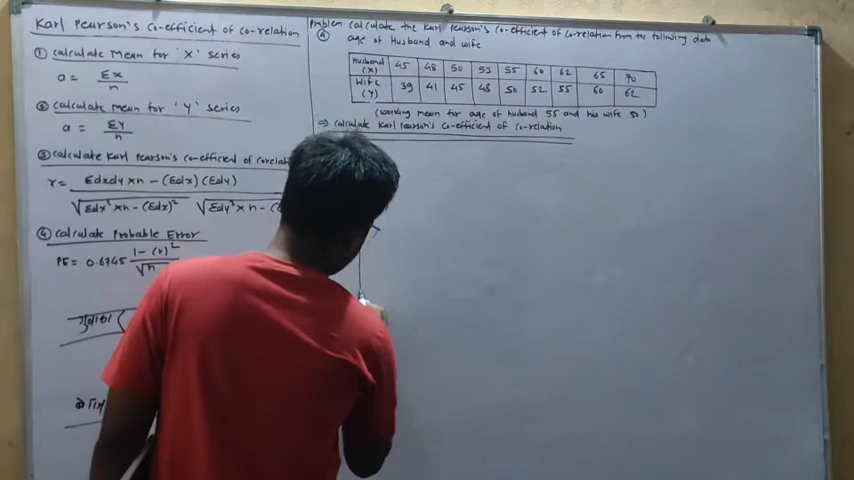 Karl Pearson's Co-efficient of Co-relation
① Calculate Mean for 'X' series
a = Σx / n
② Calculate Mean for 'Y' series
a = Σy / n
③ Calculate Karl Pearson's Co-efficient of Corelat
r = Σdxdy × n - (Σdx) (Σdy)
√Σdx² × n - (Σdx)² √Σdy² × n - (
④ Calculate Probable Error
PE = 0.6745 1 - (r)² / √n
Problem Calculate the Karl Pearson's Co-efficient of Co-relation from the following data
④ age of Husband and wife
Husband (X) 45 48 50 53 55 60 62 65 70
Wife (Y) 39 41 45 48 50 52 55 60 62
(working mean for age of husband 55 and his wife 50)
⇒ Calculate Karl Pearson's Co-efficient of Co-relation